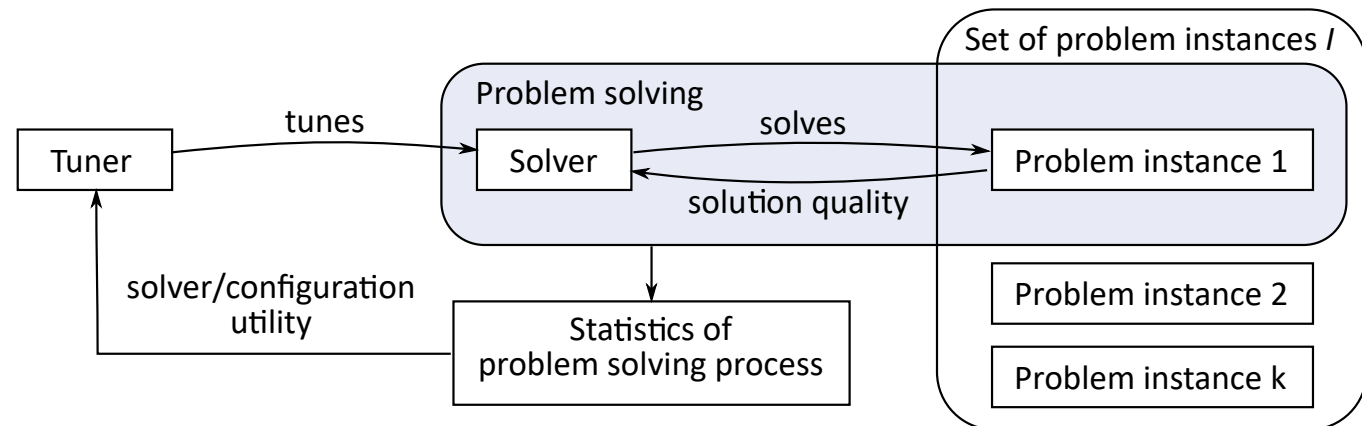 Set of problem instances I
Problem solving
tunes
solves
Tuner
Solver
Problem instance 1
solution quality
solver/configuration
utility
Problem instance 2
Statistics of
problem solving process
Problem instance k